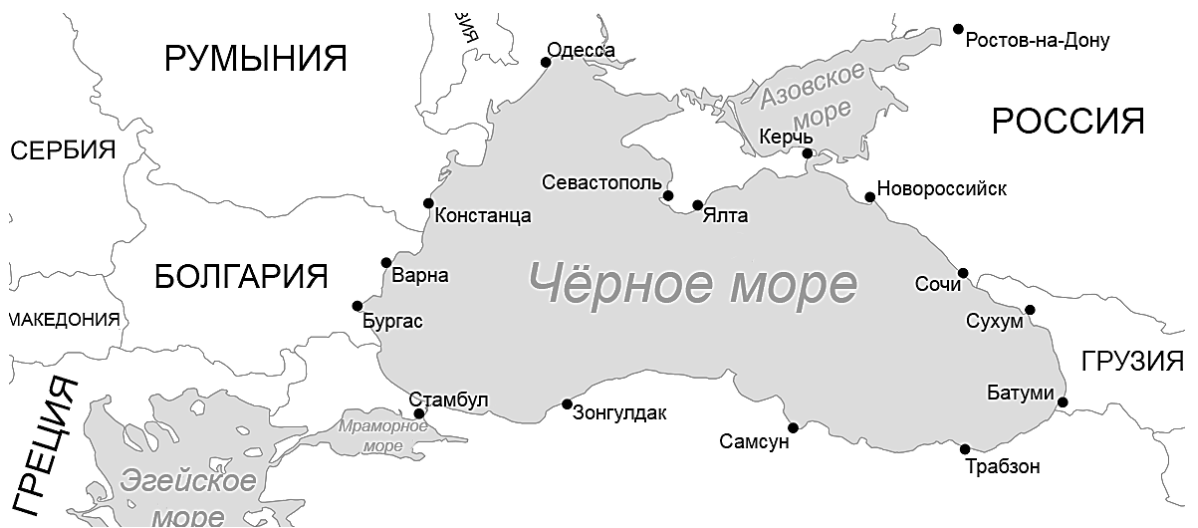 ЗИЯ
Одесса
Ростов-на-Дону
РУМЫНИЯ
Азовское
море
РОССИЯ
Керчь
СЕРБИЯ
Севастополь
Ялта
Новороссийск
Констанца
БОЛГАРИЯ
Варна
Чёрное море
Сочи
МАКЕДОНИЯ
Бургас
Сухум
ГРУЗИЯ
ГРЕЦИЯ
Стамбул
Зонгулдак
Батуми
Мраморное
море
Самсун
Трабзон
Эгейское
море